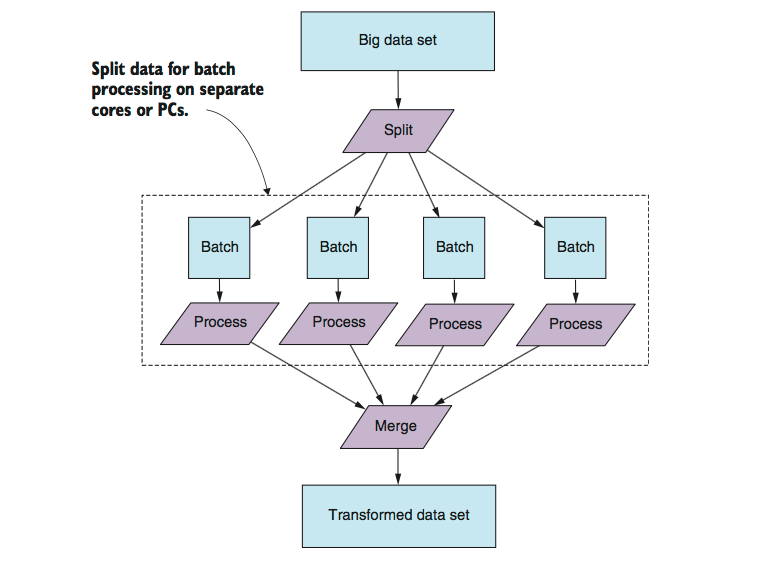 Big data set
Split data for batch
processing on separate
cores or PCs.
Split
Batch
Batch
Batch
Batch
Process
Process
Process
Process
Merge
Transformed data set